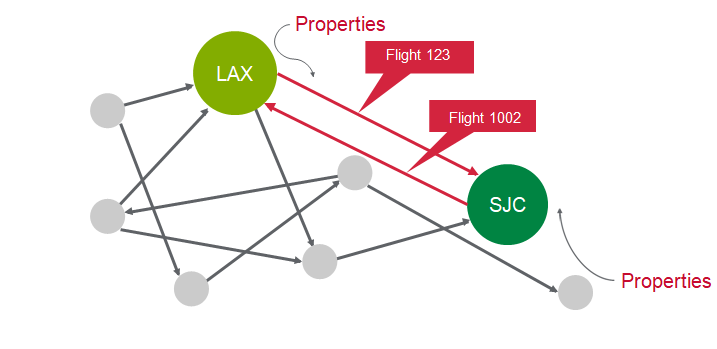 Properties
Flight 123
LAX
Flight 1002
SJC
Properties